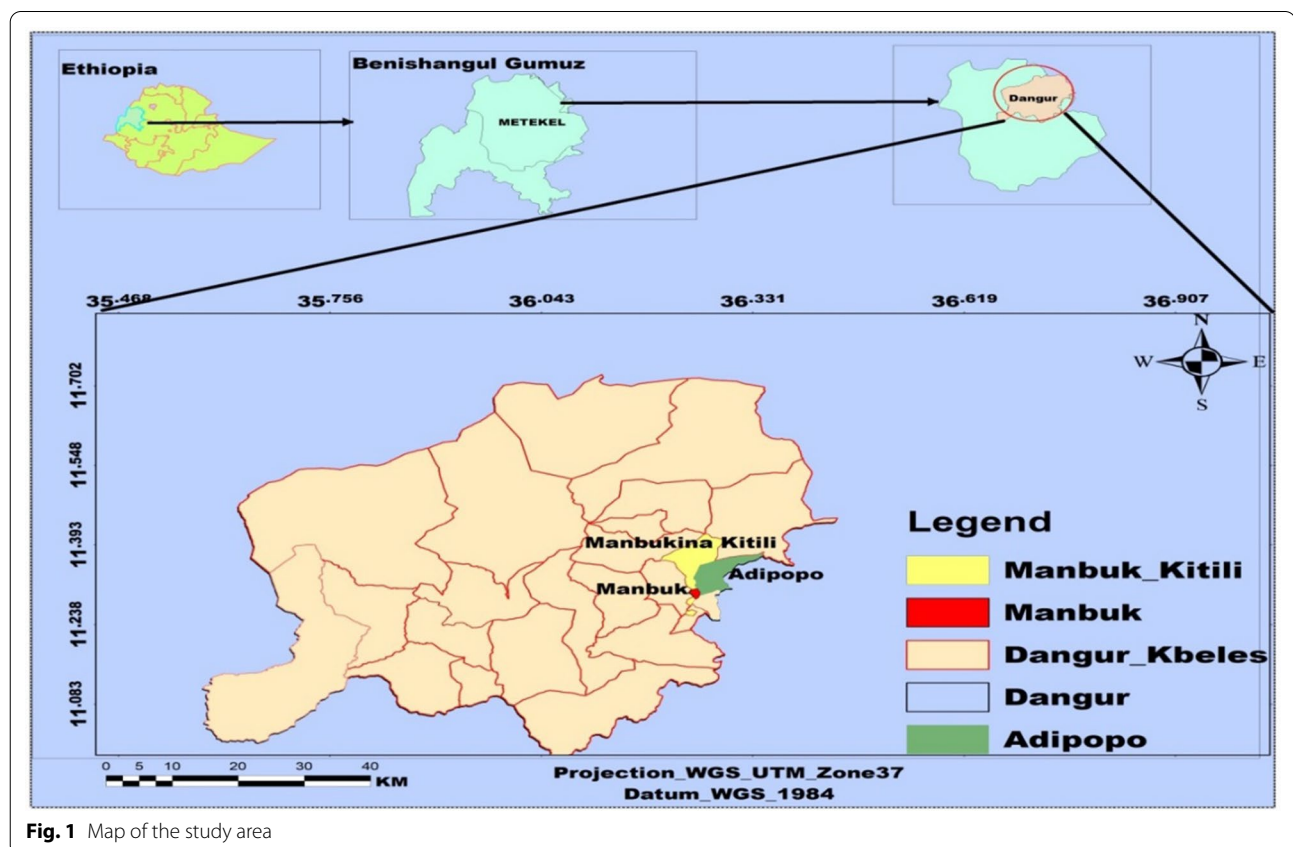 Ethiopia
Benishangul Gumuz
METEKEL
Dangur
35.468 35.756 36.043 36.331 36.619 36.907
N
W E
S
11.702
11.548
11.393
11.238
11.083
Manbukina Kitili
Adipopo
Manbuk
Legend
Manbuk_Kitili
Manbuk
Dangur_Kbeles
Dangur
Adipopo
0 5 10 20 30 40
KM
Projection_WGS_UTM_Zone37
Datum_WGS_1984
Fig. 1 Map of the study area